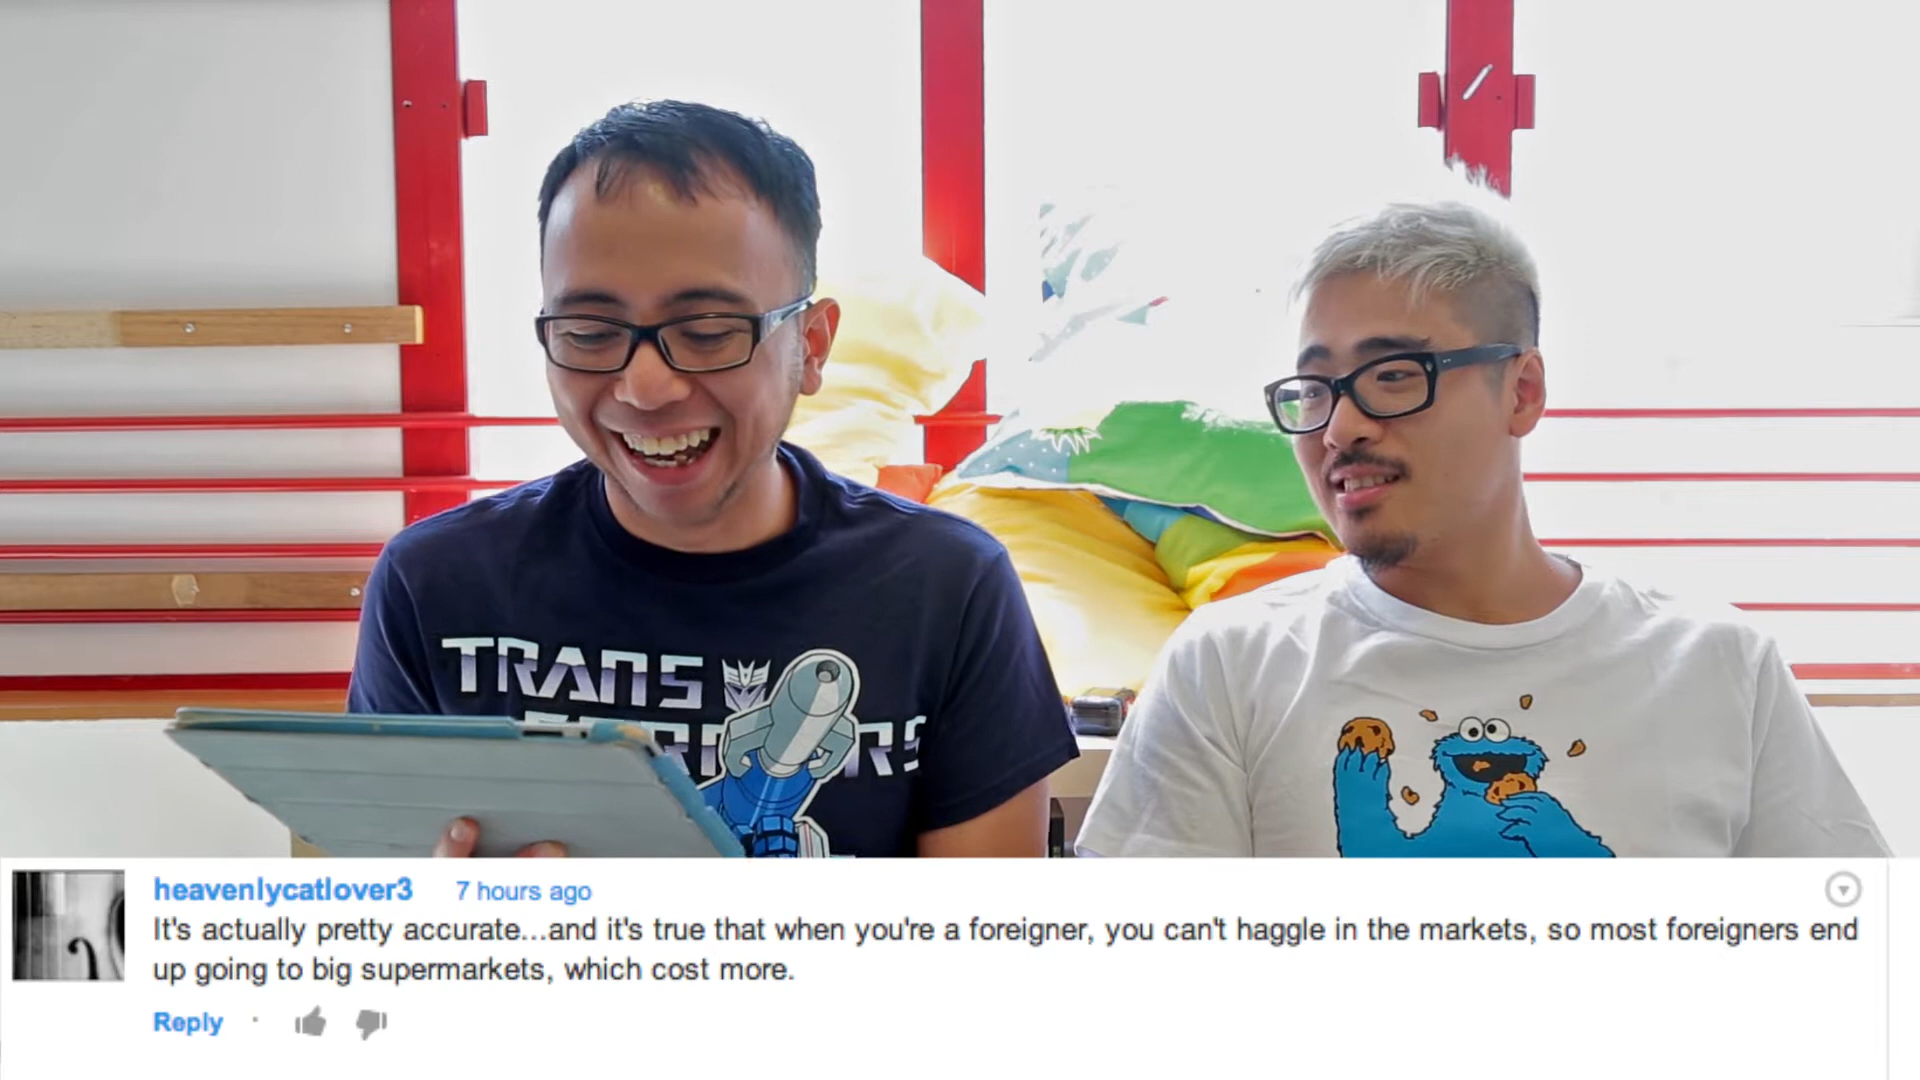 TRANS
heavenlycatlover3 7 hours ago
It's actually pretty accurate...and it's true that when you're a foreigner, you can't haggle in the markets, so most foreigners end
up going to big supermarkets, which cost more.
Reply